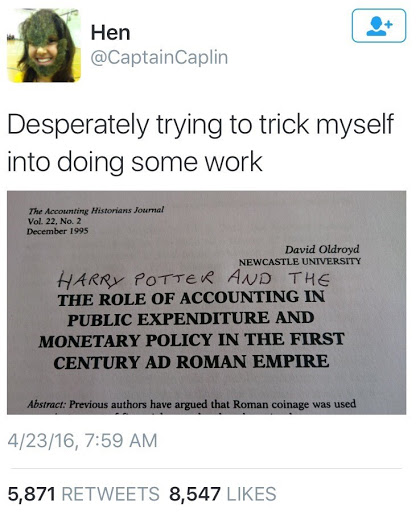 Hen
@CaptainCaplin
Desperately trying to trick myself
into doing some work
The Accounting Historians Journal
Vol. 22, No. 2
December 1995
David Oldroyd
NEWCASTLE UNIVERSITY
HARRY POTTER AND THE
THE ROLE OF ACCOUNTING IN
PUBLIC EXPENDITURE AND
MONETARY POLICY IN THE FIRST
CENTURY AD ROMAN EMPIRE
Abstract: Previous authors have argued that Roman coinage was used
4/23/16, 7:59 AM
5,871 RETWEETS 8,547 LIKES